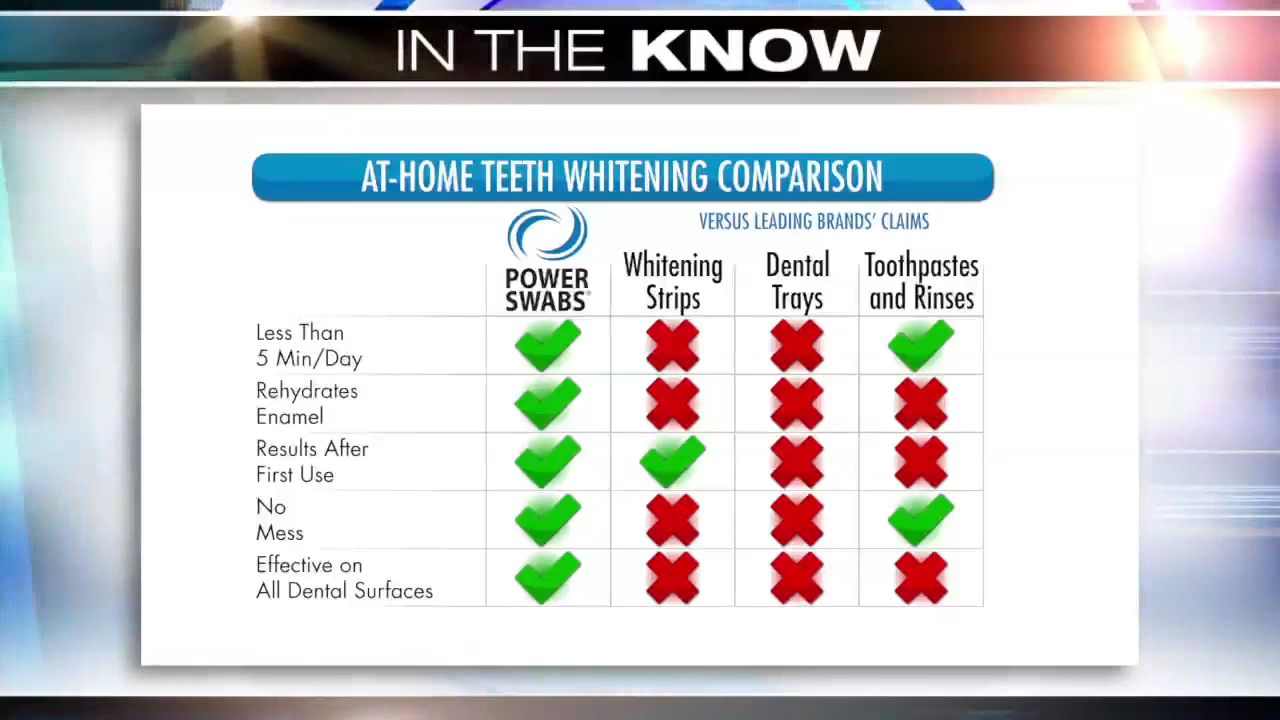 IN THE KNOW
AT-HOME TEETH WHITENING COMPARISON
VERSUS LEADING BRANDS' CLAIMS
POWER
SWABS™
Whitening
Strips
Dental
Trays
Toothpastes
and Rinses
Less Than
5 Min/Day
Rehydrates
Enamel
Results After
First Use
No
Mess
Effective on
All Dental Surfaces